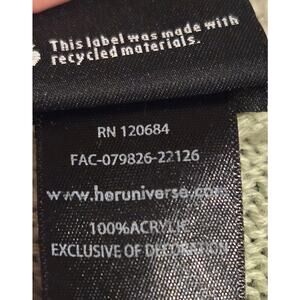 This label was made with
recycled materials.
RN 120684
FAC-079826-22126
www.heruniverse.com
100%ACRYLIC
EXCLUSIVE OF DECORATION